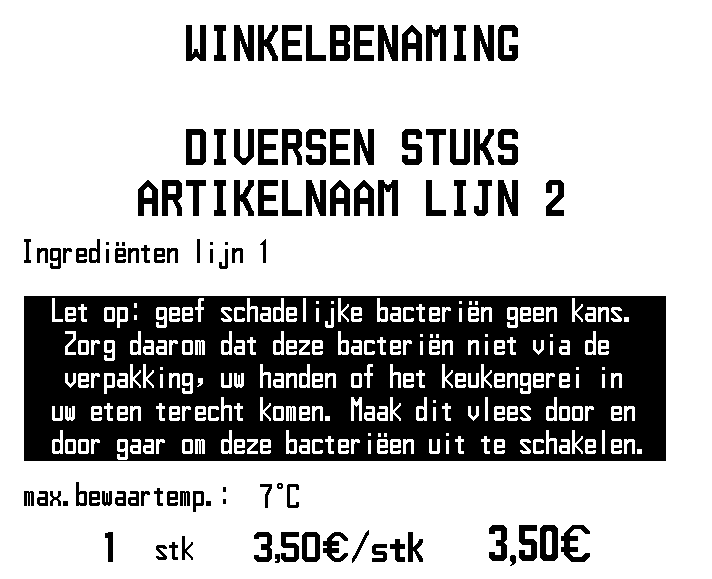 WINKELBENAMING
DIVERSEN STUKS
ARTIKELNAAM LIJN 2
Ingrediënten lijn 1
Let op: geef schadelijke bacteriën geen kans.
Zorg daarom dat deze bacteriën niet via de
verpakking, uw handen of het keukengerei in
uw eten terecht komen. Maak dit vlees door en
door gaar om deze bacteriëen uit te schakelen.
max.bewaartemp.: 7°C
1 stk 3,50€/stk 3,50€